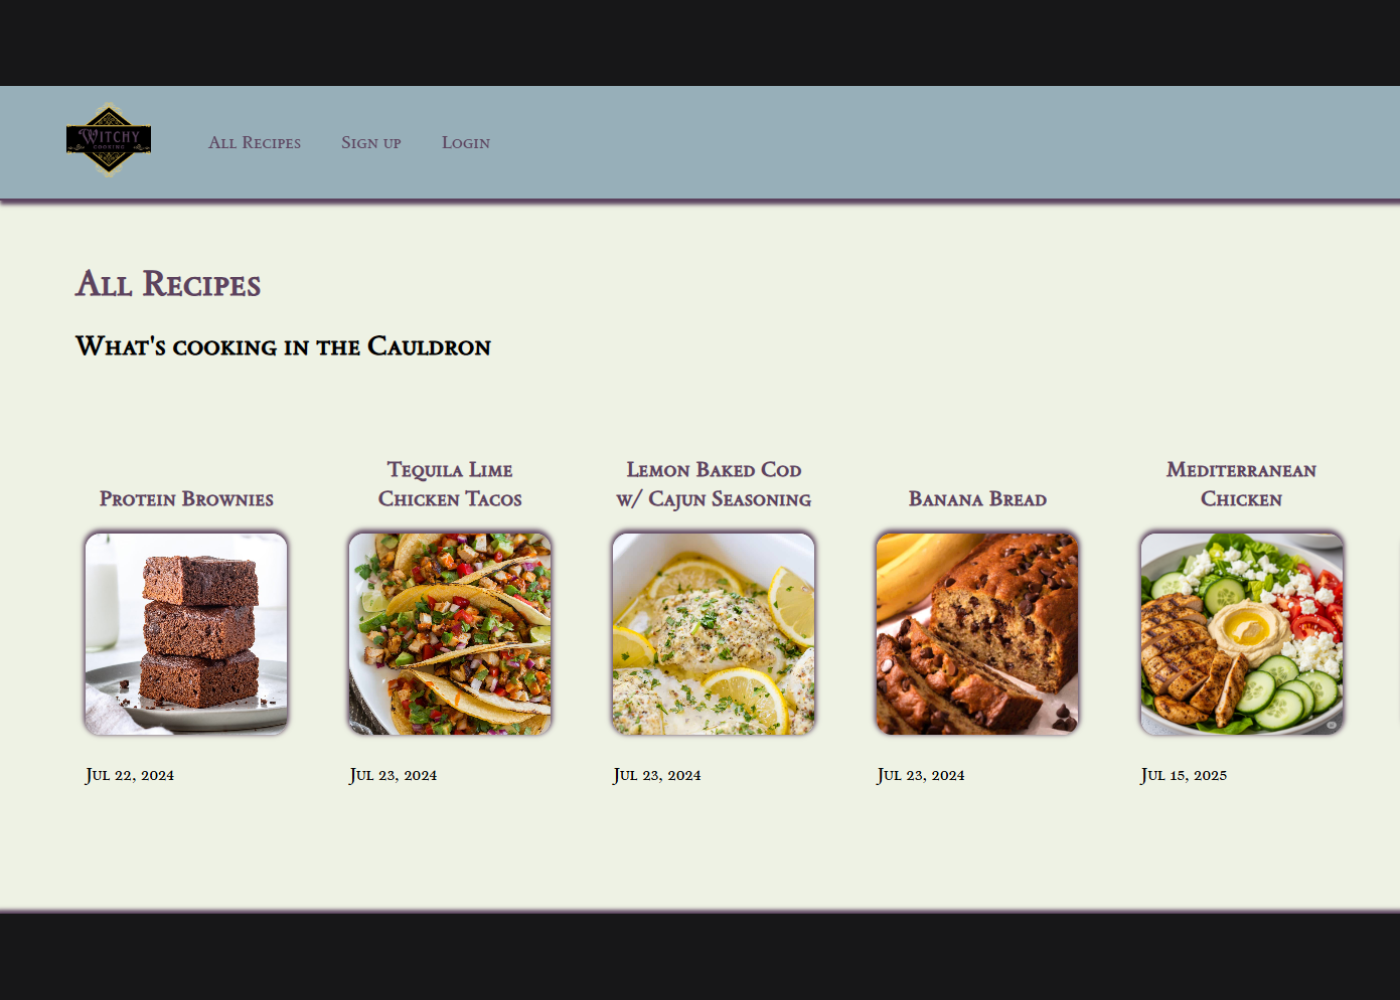 Witchy
Cooking
All Recipes Sign up Login
All Recipes
What's cooking in the Cauldron
Protein Brownies
Tequila Lime
Chicken Tacos
Lemon Baked Cod
w/ Cajun Seasoning
Banana Bread
Mediterranean
Chicken
Jul 22, 2024
Jul 23, 2024
Jul 23, 2024
Jul 23, 2024
Jul 15, 2025